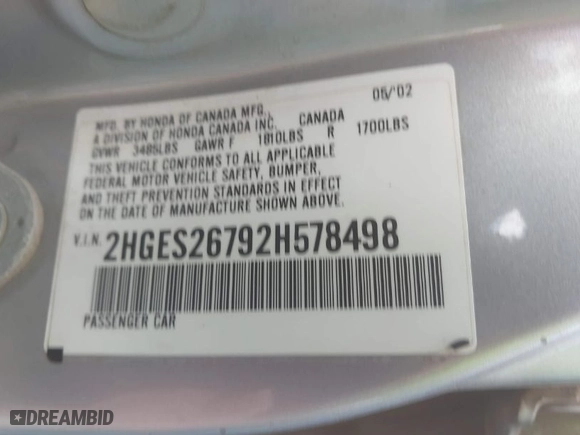 06/'02
MFD. BY HONDA OF CANADA MFG.,
A DIVISION OF HONDA CANADA INC. CANADA
GVWR 3485LBS GAWR F 1810LBS R 1700LBS
THIS VEHICLE CONFORMS TO ALL APPLICABLE
FEDERAL MOTOR VEHICLE SAFETY, BUMPER,
AND THEFT PREVENTION STANDARDS IN EFFECT
ON THE DATE OF MANUFACTURE SHOWN ABOVE.
V.I.N. 2HGES26792H578498
PASSENGER CAR
DREAMBID